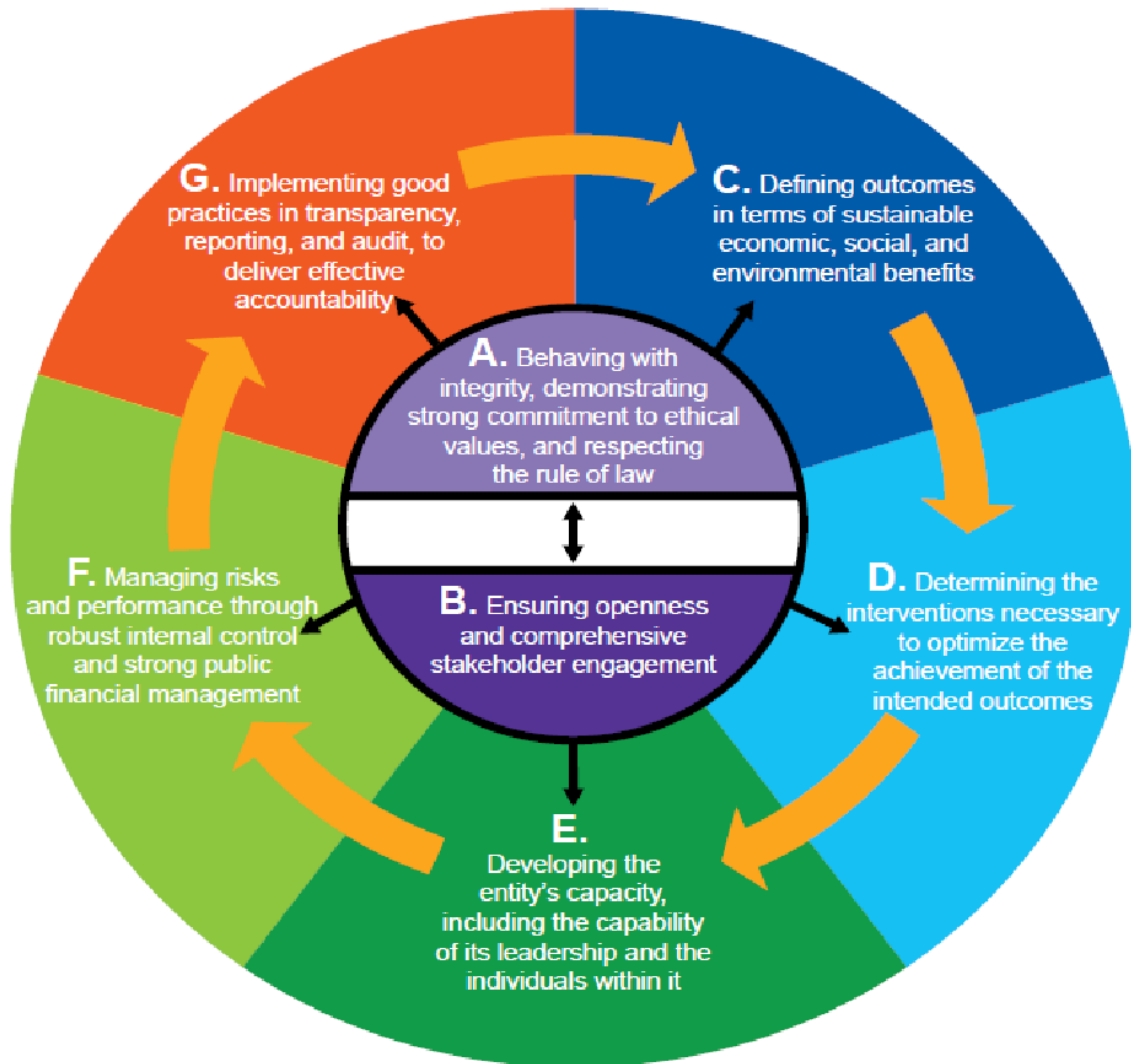 G. Implementing good
practices in transparency,
reporting, and audit, to
deliver effective
accountability
C. Defining outcomes
in terms of sustainable
economic, social, and
environmental benefits
A. Behaving with
integrity, demonstrating
strong commitment to ethical
values, and respecting
the rule of law
B. Ensuring openness
and comprehensive
stakeholder engagement
F. Managing risks
and performance through
robust internal control
and strong public
financial management
D. Determining the
interventions necessary
to optimize the
achievement of the
intended outcomes
E.
Developing the
entity's capacity,
including the capability
of its leadership and the
individuals within it